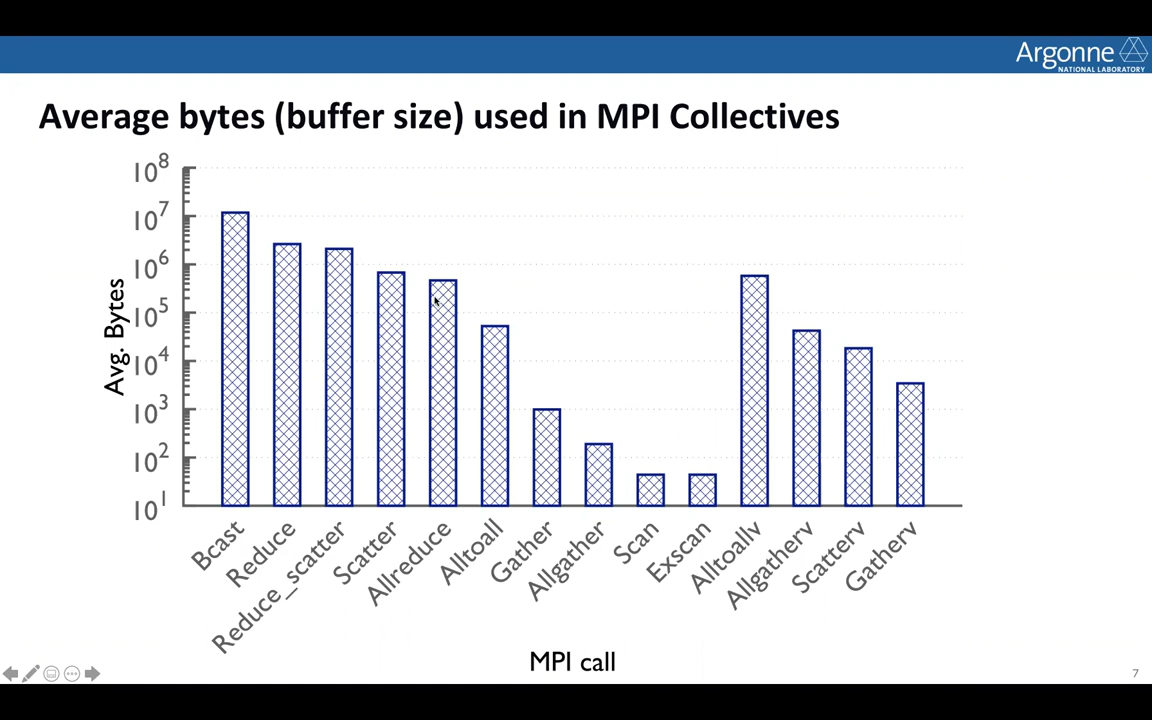 Argonne
NATIONAL LABORATORY
Average bytes (buffer size) used in MPI Collectives
10^8
10^7
10^6
10^5
10^4
10^3
10^2
10^1
Avg. Bytes
Bcast
Reduce
Reduce_scatter
Scatter
Allreduce
Alltoall
Gather
Allgather
Scan
Exscan
Alltoallv
Allgatherv
Scatterv
Gatherv
MPI call
7